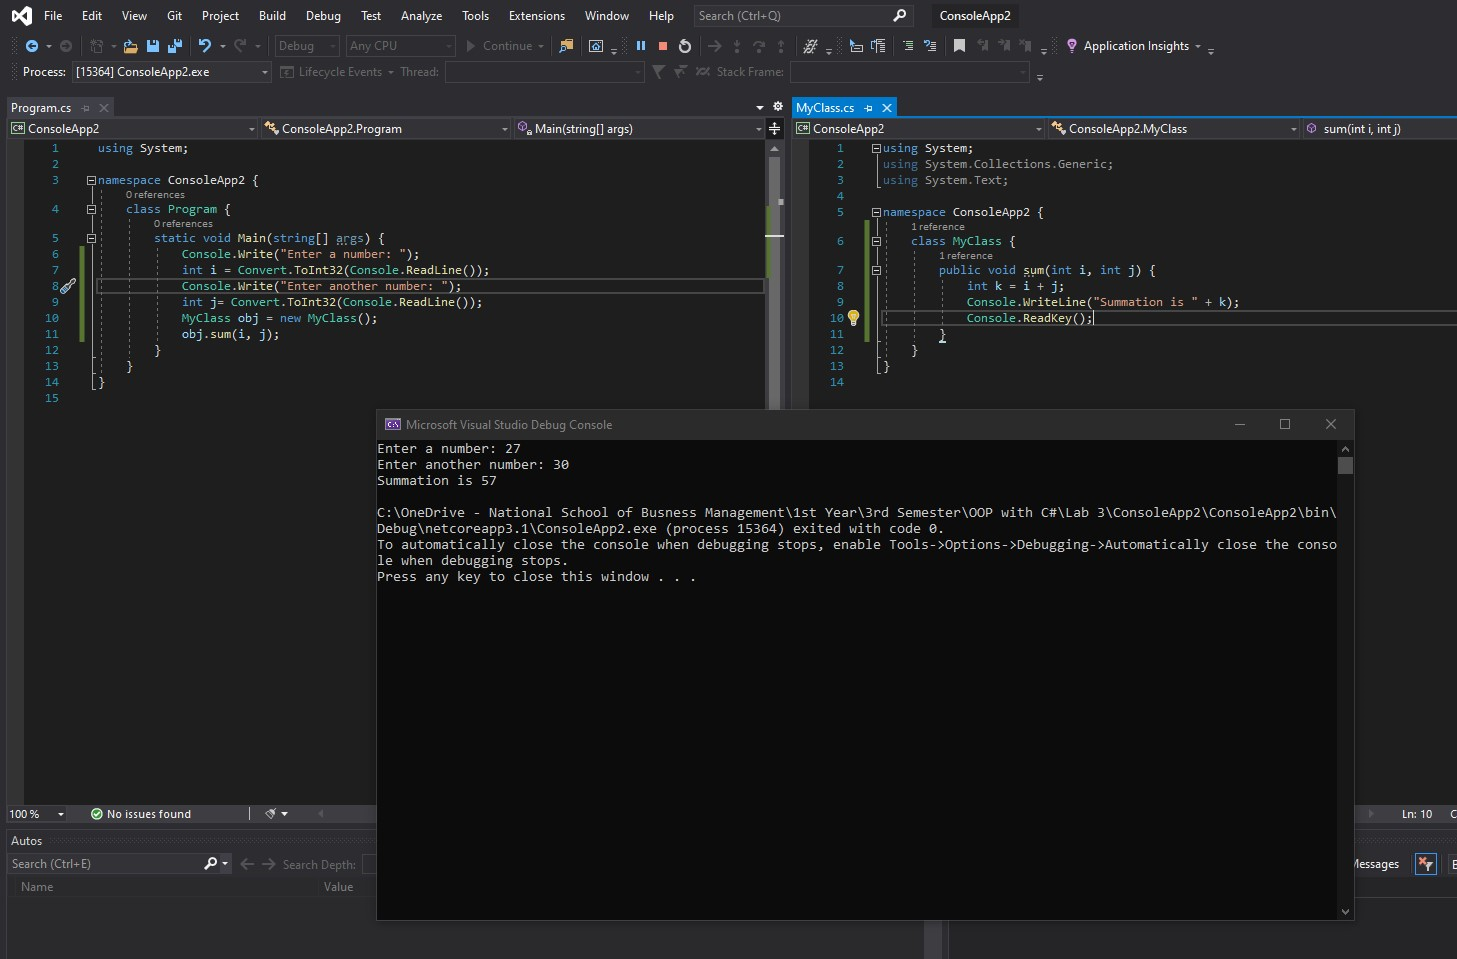 File Edit View Git Project Build Debug Test Analyze Tools Extensions Window Help Search (Ctrl+Q) ConsoleApp2
Debug Any CPU Continue Application Insights
Process: [15364] ConsoleApp2.exe Lifecycle Events Thread: Stack Frame:
Program.cs
C# ConsoleApp2 ConsoleApp2.Program Main(string[] args)
1 using System;
2
3 namespace ConsoleApp2 {
0 references
4 class Program {
0 references
5 static void Main(string[] args) {
6 Console.Write("Enter a number: ");
7 int i = Convert.ToInt32(Console.ReadLine());
8 Console.Write("Enter another number: ");
9 int j= Convert.ToInt32(Console.ReadLine());
10 MyClass obj = new MyClass();
11 obj.sum(i, j);
12 }
13 }
14 }
15
MyClass.cs
C# ConsoleApp2 ConsoleApp2.MyClass sum(int i, int j)
1 using System;
2 using System.Collections.Generic;
3 using System.Text;
4
5 namespace ConsoleApp2 {
1 reference
6 class MyClass {
1 reference
7 public void sum(int i, int j) {
8 int k = i + j;
9 Console.WriteLine("Summation is " + k);
10 Console.ReadKey();
11 }
12 }
13 }
14
Microsoft Visual Studio Debug Console
Enter a number: 27
Enter another number: 30
Summation is 57
C:\OneDrive - National School of Busness Management\1st Year\3rd Semester\OOP with C#\Lab 3\ConsoleApp2\ConsoleApp2\bin\
Debug\netcoreapp3.1\ConsoleApp2.exe (process 15364) exited with code 0.
To automatically close the console when debugging stops, enable Tools->Options->Debugging->Automatically close the conso
le when debugging stops.
Press any key to close this window . . .
100 % No issues found Ln: 10
Autos
Search (Ctrl+E) Search Depth: Messages
Name Value